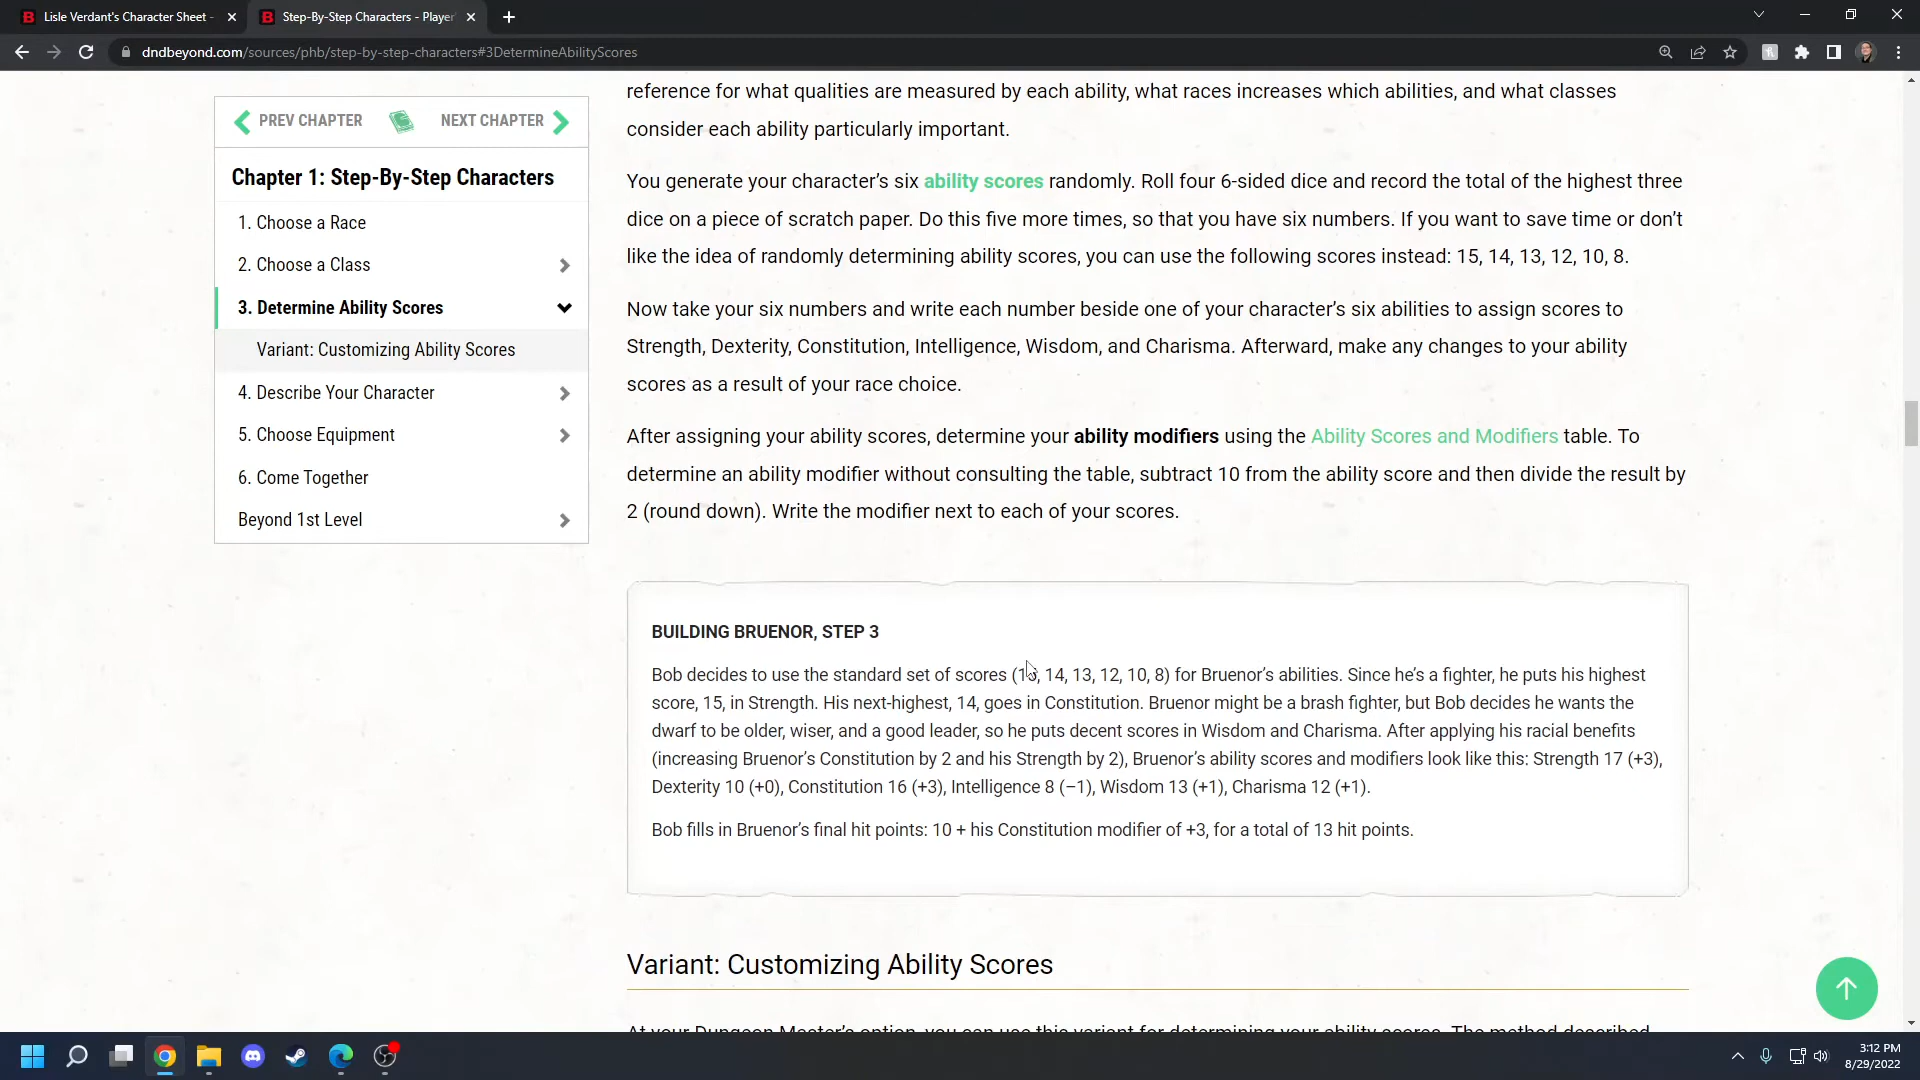 Lisle Verdant's Character Sheet -
Step-By-Step Characters - Player'
dndbeyond.com/sources/phb/step-by-step-characters#3DetermineAbilityScores
PREV CHAPTER
NEXT CHAPTER
Chapter 1: Step-By-Step Characters
1. Choose a Race
2. Choose a Class
3. Determine Ability Scores
Variant: Customizing Ability Scores
4. Describe Your Character
5. Choose Equipment
6. Come Together
Beyond 1st Level
reference for what qualities are measured by each ability, what races increases which abilities, and what classes
consider each ability particularly important.
You generate your character's six ability scores randomly. Roll four 6-sided dice and record the total of the highest three
dice on a piece of scratch paper. Do this five more times, so that you have six numbers. If you want to save time or don't
like the idea of randomly determining ability scores, you can use the following scores instead: 15, 14, 13, 12, 10, 8.
Now take your six numbers and write each number beside one of your character's six abilities to assign scores to
Strength, Dexterity, Constitution, Intelligence, Wisdom, and Charisma. Afterward, make any changes to your ability
scores as a result of your race choice.
After assigning your ability scores, determine your ability modifiers using the Ability Scores and Modifiers table. To
determine an ability modifier without consulting the table, subtract 10 from the ability score and then divide the result by
2 (round down). Write the modifier next to each of your scores.
BUILDING BRUENOR, STEP 3
Bob decides to use the standard set of scores (15, 14, 13, 12, 10, 8) for Bruenor's abilities. Since he's a fighter, he puts his highest
score, 15, in Strength. His next-highest, 14, goes in Constitution. Bruenor might be a brash fighter, but Bob decides he wants the
dwarf to be older, wiser, and a good leader, so he puts decent scores in Wisdom and Charisma. After applying his racial benefits
(increasing Bruenor's Constitution by 2 and his Strength by 2), Bruenor's ability scores and modifiers look like this: Strength 17 (+3),
Dexterity 10 (+0), Constitution 16 (+3), Intelligence 8 (−1), Wisdom 13 (+1), Charisma 12 (+1).
Bob fills in Bruenor's final hit points: 10 + his Constitution modifier of +3, for a total of 13 hit points.
Variant: Customizing Ability Scores
At your Dungeon Master's option, you can use this variant for determining your ability scores. The method described
3:12 PM
8/29/2022